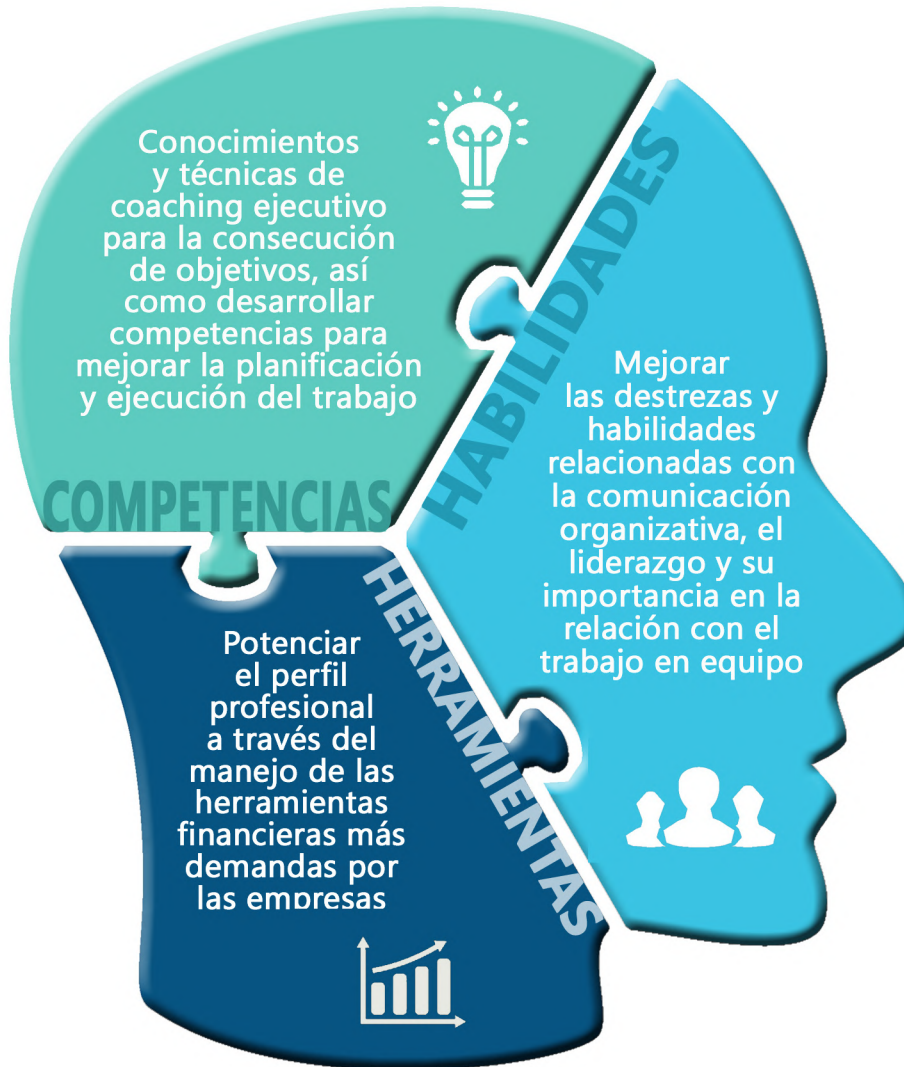 Conocimientos
y técnicas de
coaching ejecutivo
para la consecución
de objetivos, así
como desarrollar
competencias para
mejorar la planificación
y ejecución del trabajo
COMPETENCIAS
HABILIDADES
Mejorar
las destrezas y
habilidades
relacionadas con
la comunicación
organizativa, el
liderazgo y su
importancia en la
relación con el
trabajo en equipo
HERRAMIENTAS
Potenciar
el perfil
profesional
a través del
manejo de las
herramientas
financieras más
demandas por
las empresas